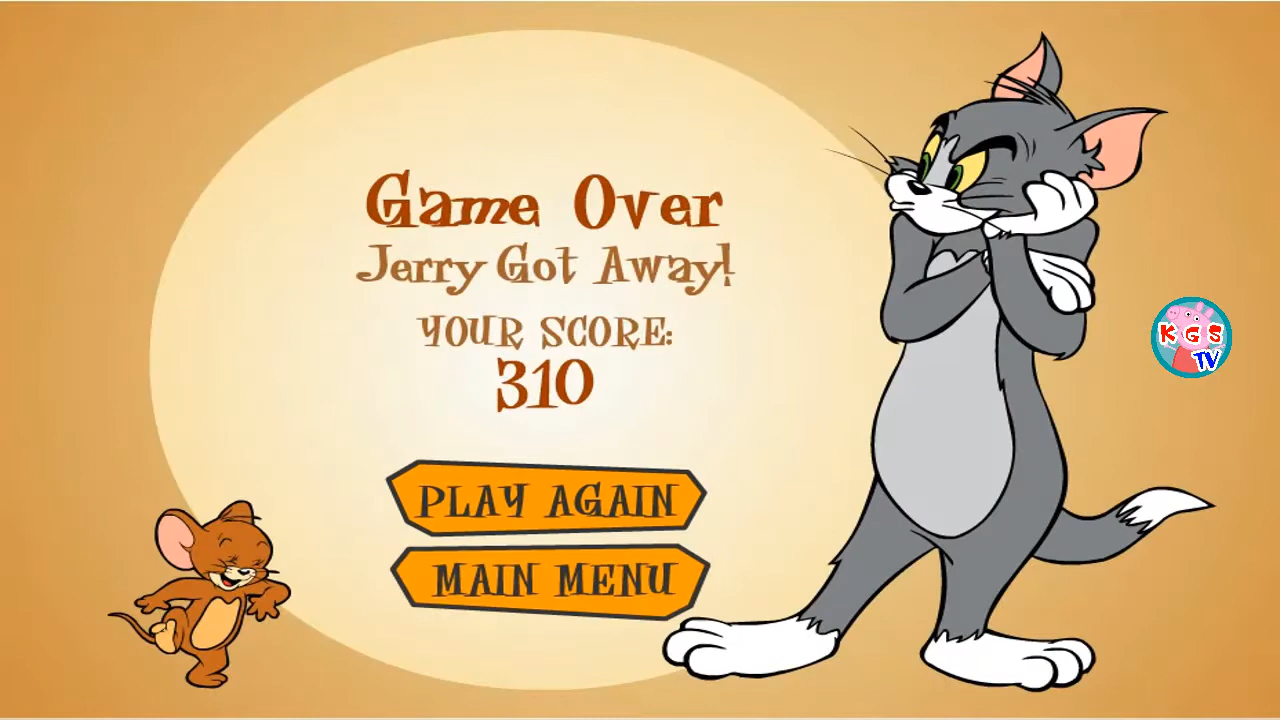 Game Over
Jerry Got Away!
YOUR SCORE:
310
PLAY AGAIN
MAIN MENU
KGS
TV